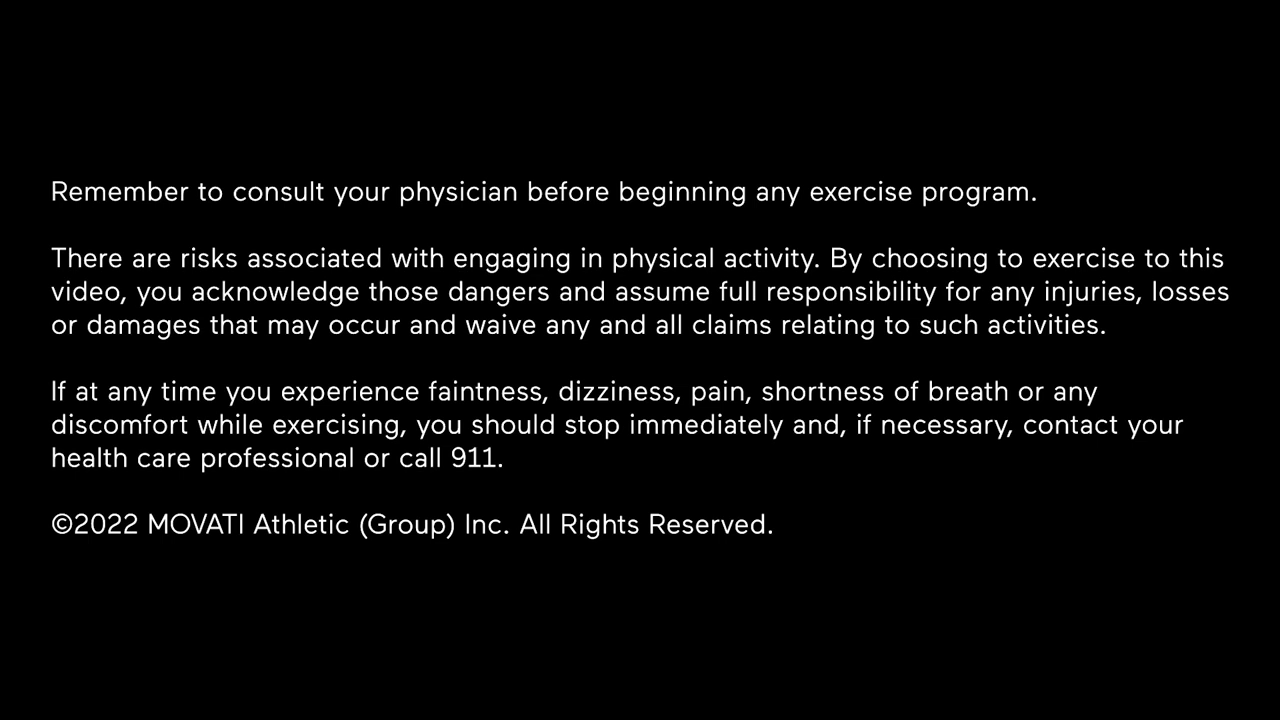 Remember to consult your physician before beginning any exercise program.
There are risks associated with engaging in physical activity. By choosing to exercise to this
video, you acknowledge those dangers and assume full responsibility for any injuries, losses
or damages that may occur and waive any and all claims relating to such activities.
If at any time you experience faintness, dizziness, pain, shortness of breath or any
discomfort while exercising, you should stop immediately and, if necessary, contact your
health care professional or call 911.
©2022 MOVATI Athletic (Group) Inc. All Rights Reserved.